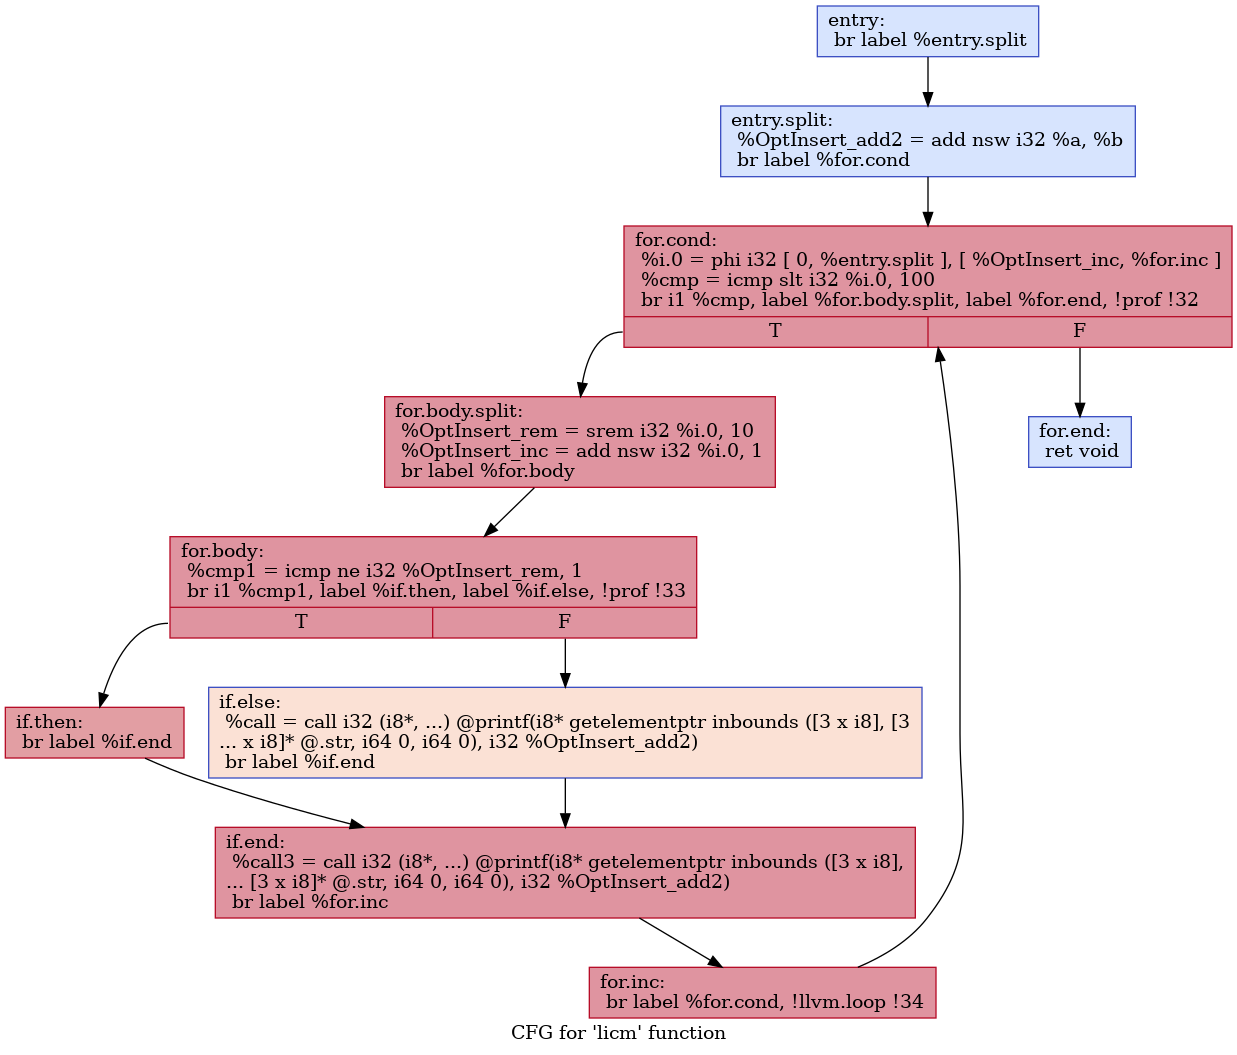 entry:
br label %entry.split
entry.split:
%OptInsert_add2 = add nsw i32 %a, %b
br label %for.cond
for.cond:
%i.0 = phi i32 [ 0, %entry.split ], [ %OptInsert_inc, %for.inc ]
%cmp = icmp slt i32 %i.0, 100
br i1 %cmp, label %for.body.split, label %for.end, !prof !32
T F
for.body.split:
%OptInsert_rem = srem i32 %i.0, 10
%OptInsert_inc = add nsw i32 %i.0, 1
br label %for.body
for.end:
ret void
for.body:
%cmp1 = icmp ne i32 %OptInsert_rem, 1
br i1 %cmp1, label %if.then, label %if.else, !prof !33
T F
if.then:
br label %if.end
if.else:
%call = call i32 (i8*, ...) @printf(i8* getelementptr inbounds ([3 x i8], [3
... x i8]* @.str, i64 0, i64 0), i32 %OptInsert_add2)
br label %if.end
if.end:
%call3 = call i32 (i8*, ...) @printf(i8* getelementptr inbounds ([3 x i8],
... [3 x i8]* @.str, i64 0, i64 0), i32 %OptInsert_add2)
br label %for.inc
for.inc:
br label %for.cond, !llvm.loop !34
CFG for 'licm' function